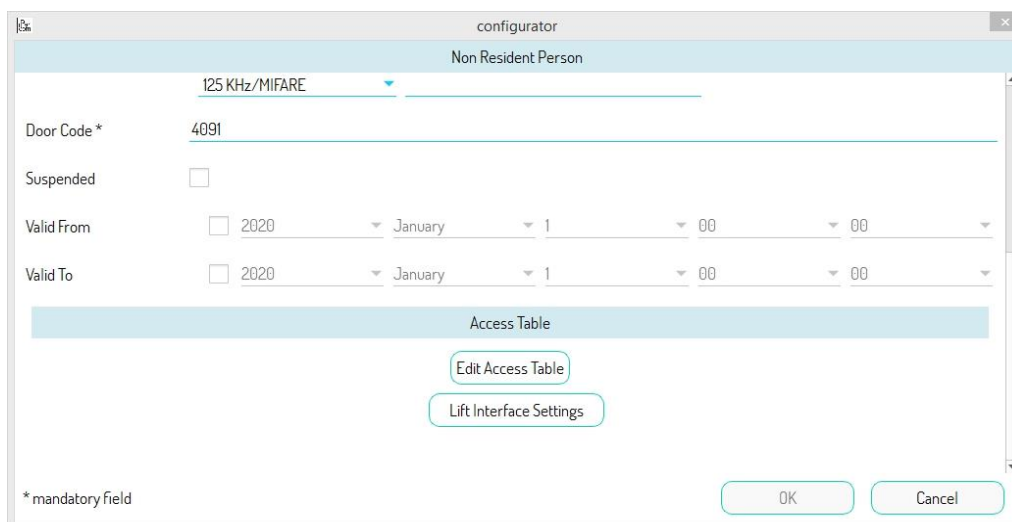 configurator
Non Resident Person
125 KHz/MIFARE
Door Code * 4091
Suspended
Valid From 2020 January 1 00 00
Valid To 2020 January 1 00 00
Access Table
Edit Access Table
Lift Interface Settings
* mandatory field OK Cancel